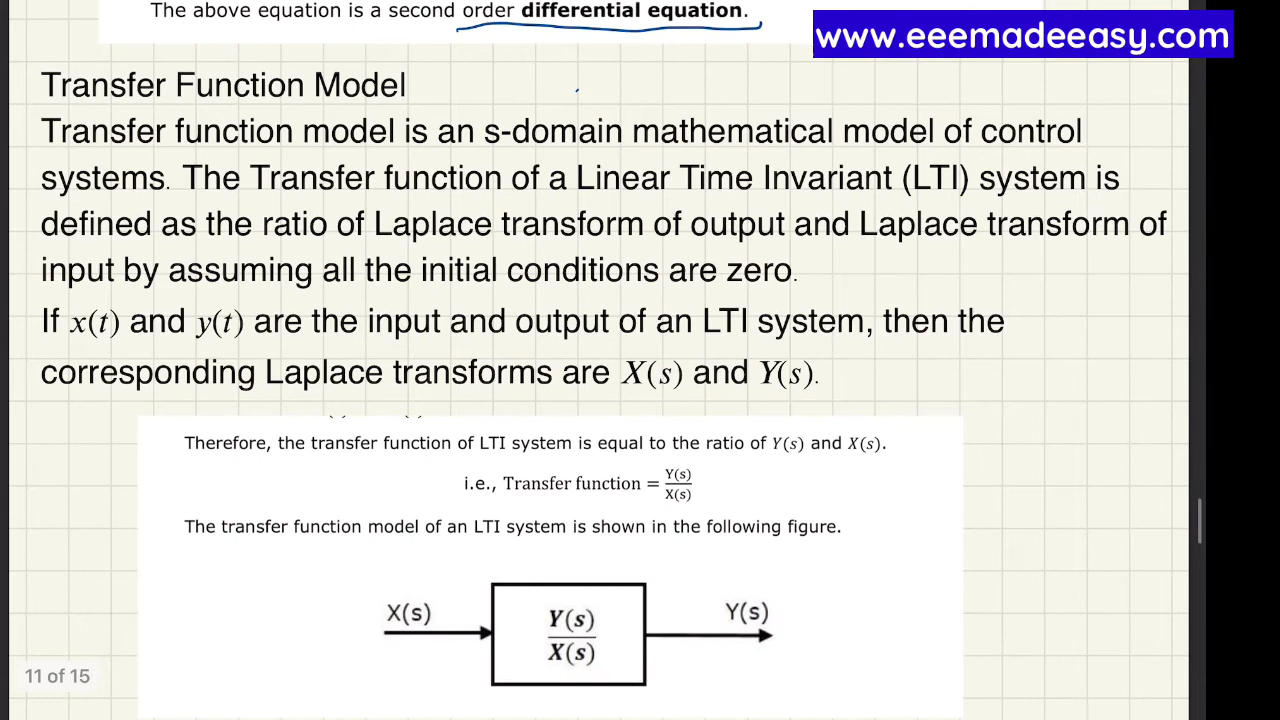 The above equation is a second order differential equation.
www.eeemadeeasy.com
Transfer Function Model
Transfer function model is an s-domain mathematical model of control
systems. The Transfer function of a Linear Time Invariant (LTI) system is
defined as the ratio of Laplace transform of output and Laplace transform of
input by assuming all the initial conditions are zero.
If x(t) and y(t) are the input and output of an LTI system, then the
corresponding Laplace transforms are X(s) and Y(s).
Therefore, the transfer function of LTI system is equal to the ratio of Y(s) and X(s).
i.e., Transfer function = Y(s)/X(s)
The transfer function model of an LTI system is shown in the following figure.
X(s)
Y(s)
X(s)
Y(s)
11 of 15